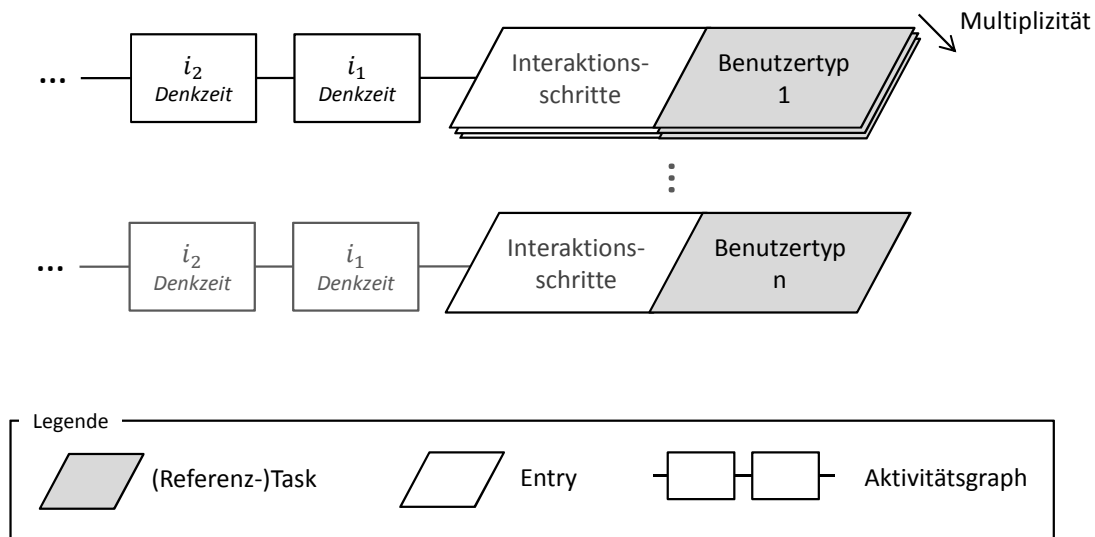 Multiplizität
... i₂ i₁ Interaktions- Benutzertyp
Denkzeit Denkzeit schritte 1
⋮
... i₂ i₁ Interaktions- Benutzertyp
Denkzeit Denkzeit schritte n
Legende
(Referenz-)Task Entry Aktivitätsgraph